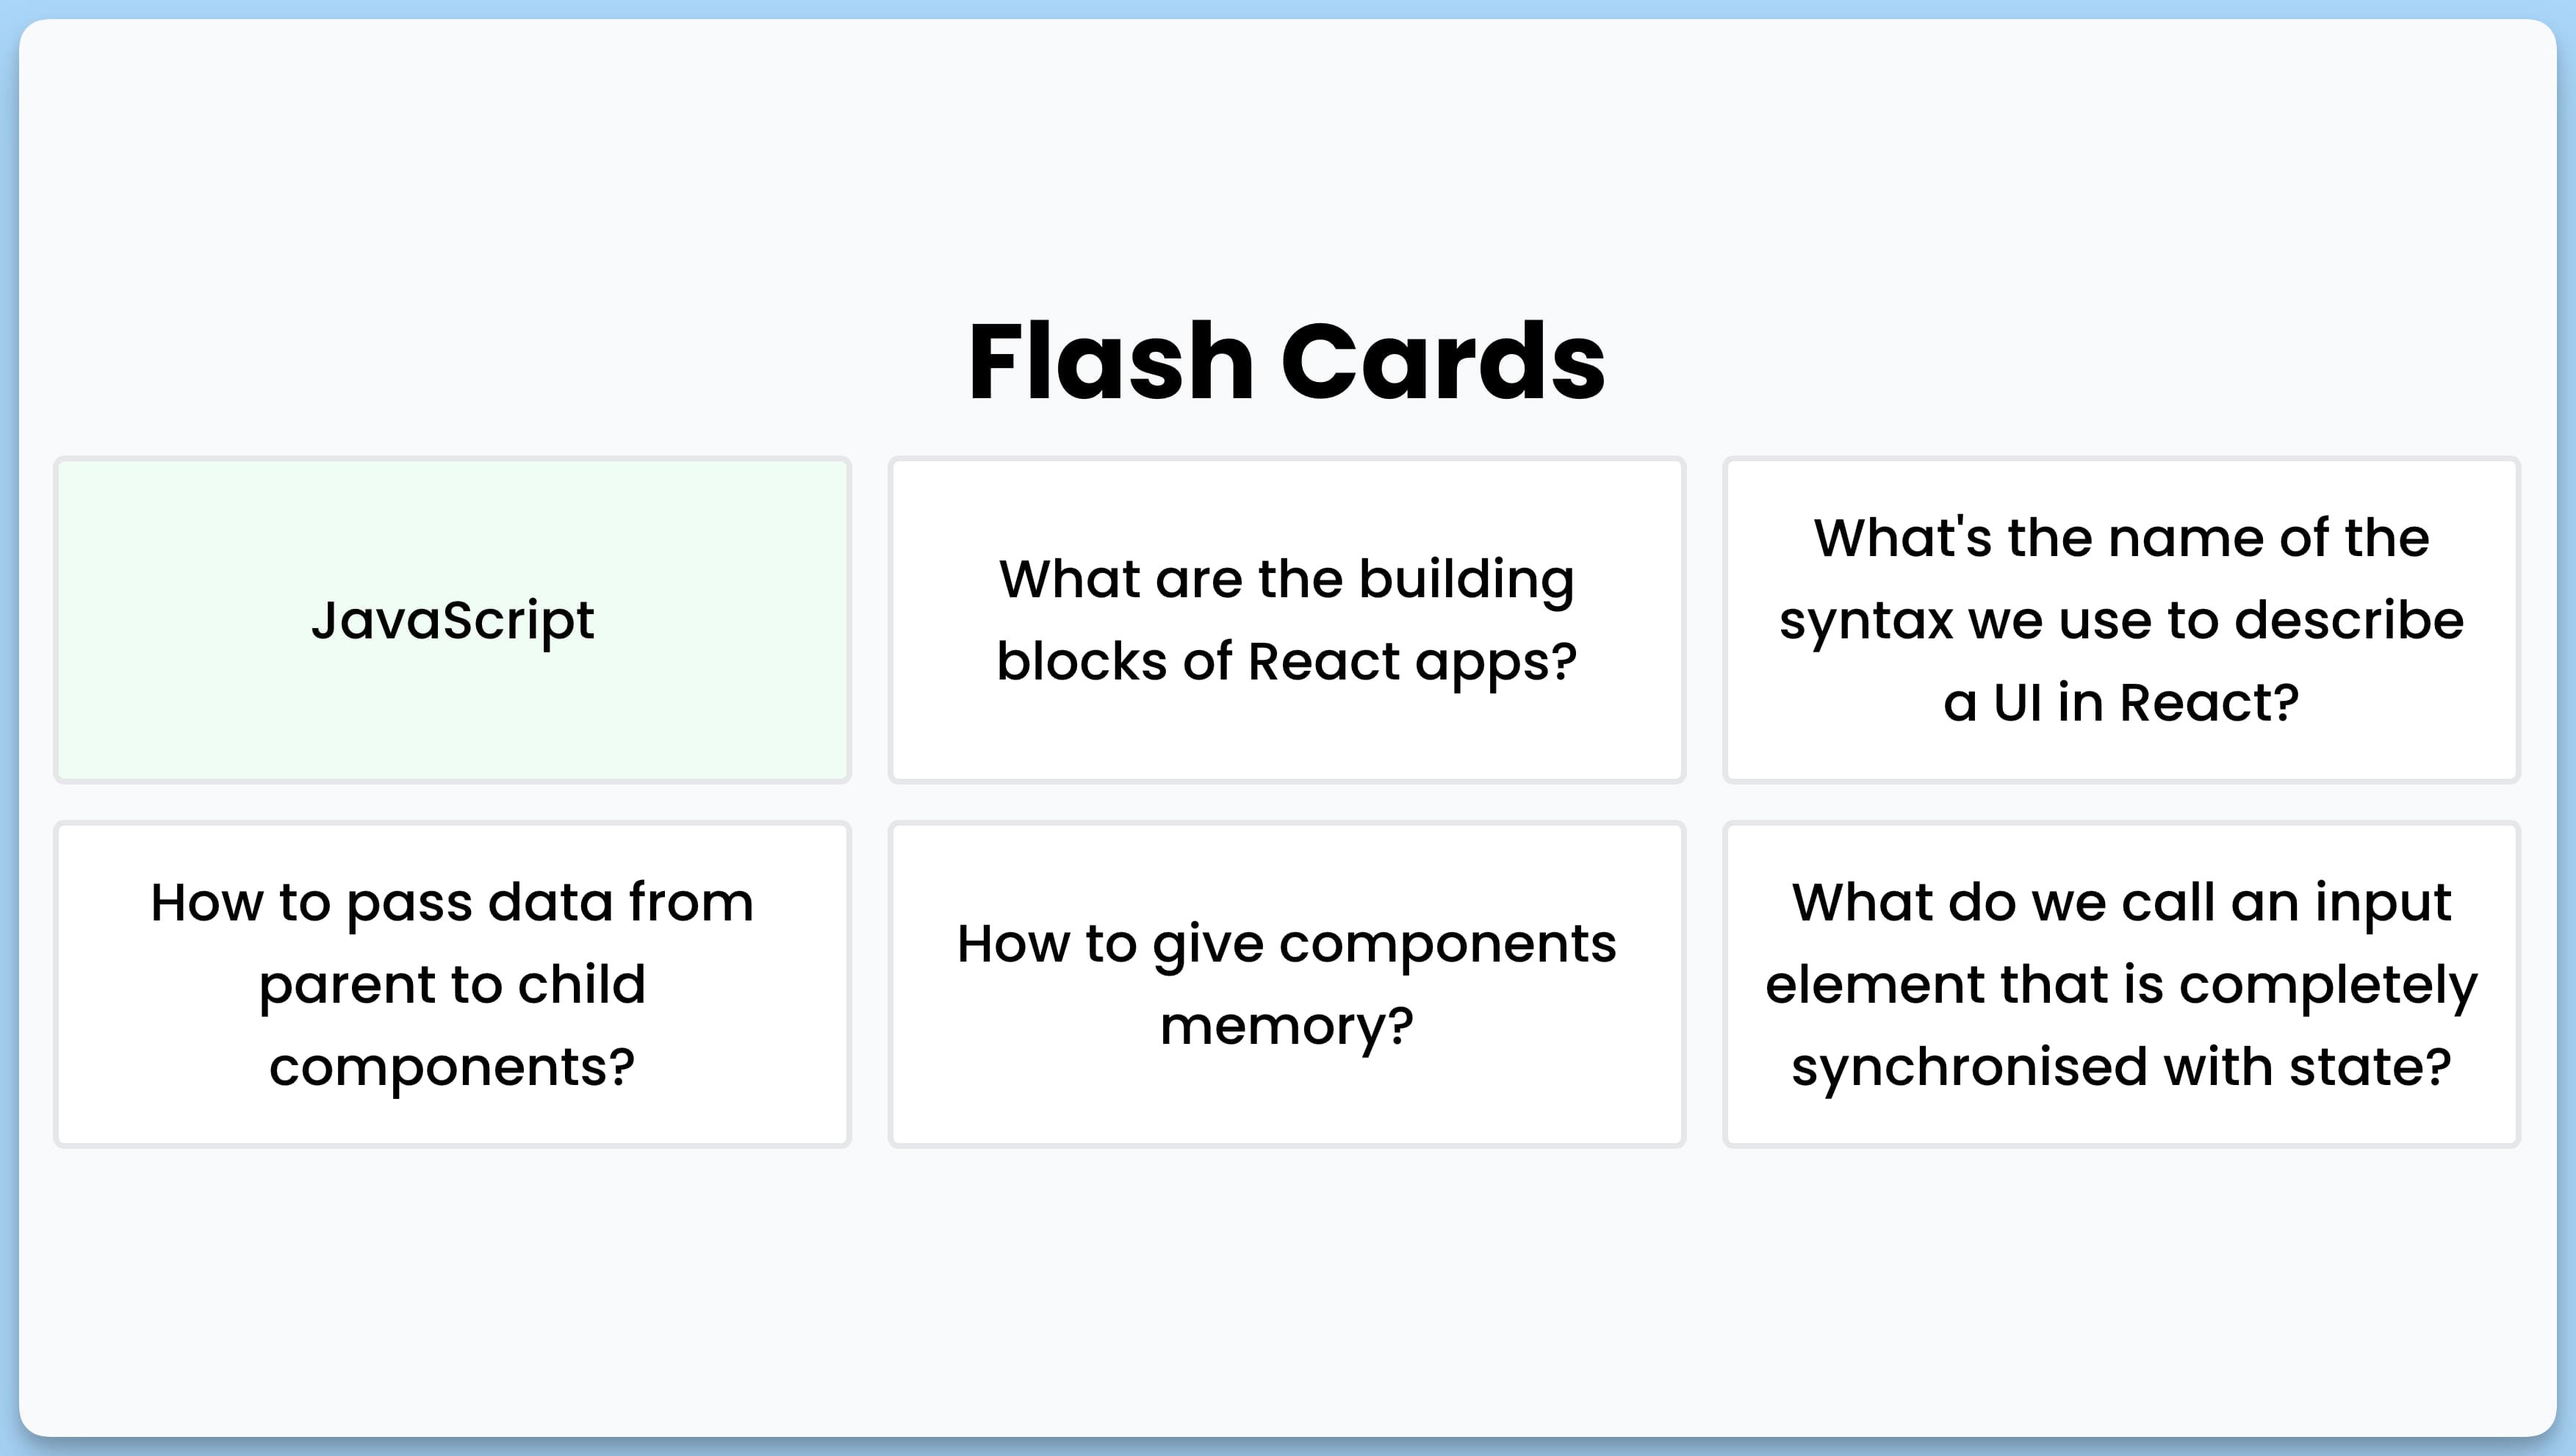 Flash Cards
JavaScript
What are the building
blocks of React apps?
What's the name of the
syntax we use to describe
a UI in React?
How to pass data from
parent to child
components?
How to give components
memory?
What do we call an input
element that is completely
synchronised with state?